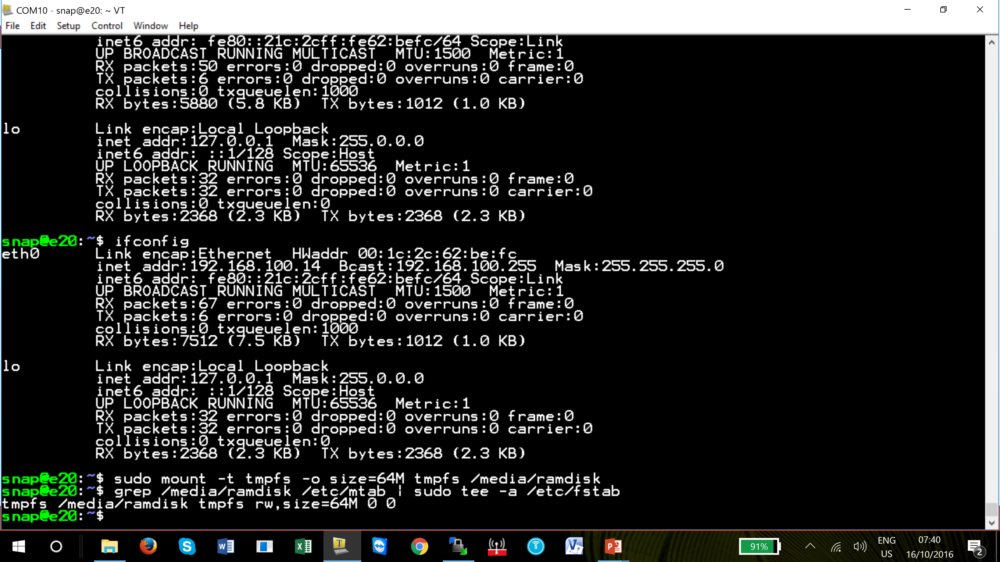 COM10 - snap@e20: ~ VT
File Edit Setup Control Window Help
inet6 addr: fe80::21c:2cff:fe62:befc/64 Scope:Link
UP BROADCAST RUNNING MULTICAST  MTU:1500  Metric:1
RX packets:50 errors:0 dropped:0 overruns:0 frame:0
TX packets:6 errors:0 dropped:0 overruns:0 carrier:0
collisions:0 txqueuelen:1000
RX bytes:5880 (5.8 KB)  TX bytes:1012 (1.0 KB)
lo        Link encap:Local Loopback
inet addr:127.0.0.1  Mask:255.0.0.0
inet6 addr: ::1/128 Scope:Host
UP LOOPBACK RUNNING  MTU:65536  Metric:1
RX packets:32 errors:0 dropped:0 overruns:0 frame:0
TX packets:32 errors:0 dropped:0 overruns:0 carrier:0
collisions:0 txqueuelen:0
RX bytes:2368 (2.3 KB)  TX bytes:2368 (2.3 KB)
snap@e20:~$ ifconfig
eth0      Link encap:Ethernet  HWaddr 00:1c:2c:62:be:fc
inet addr:192.168.100.14  Bcast:192.168.100.255  Mask:255.255.255.0
inet6 addr: fe80::21c:2cff:fe62:befc/64 Scope:Link
UP BROADCAST RUNNING MULTICAST  MTU:1500  Metric:1
RX packets:67 errors:0 dropped:0 overruns:0 frame:0
TX packets:6 errors:0 dropped:0 overruns:0 carrier:0
collisions:0 txqueuelen:1000
RX bytes:7512 (7.5 KB)  TX bytes:1012 (1.0 KB)
lo        Link encap:Local Loopback
inet addr:127.0.0.1  Mask:255.0.0.0
inet6 addr: ::1/128 Scope:Host
UP LOOPBACK RUNNING  MTU:65536  Metric:1
RX packets:32 errors:0 dropped:0 overruns:0 frame:0
TX packets:32 errors:0 dropped:0 overruns:0 carrier:0
collisions:0 txqueuelen:0
RX bytes:2368 (2.3 KB)  TX bytes:2368 (2.3 KB)
snap@e20:~$ sudo mount -t tmpfs -o size=64M tmpfs /media/ramdisk
snap@e20:~$ grep /media/ramdisk /etc/mtab | sudo tee -a /etc/fstab
tmpfs /media/ramdisk tmpfs rw,size=64M 0 0
snap@e20:~$
91%
ENG
US
07:40
16/10/2016
2